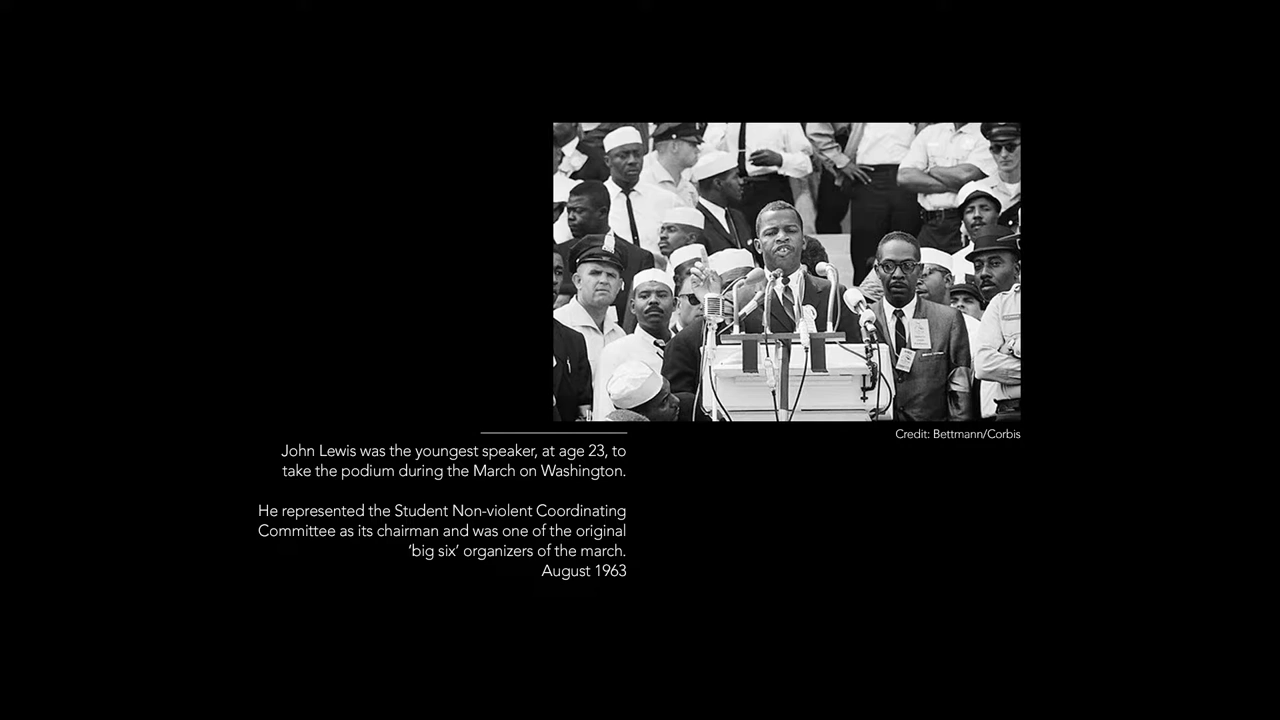 Credit: Bettmann/Corbis
John Lewis was the youngest speaker, at age 23, to
take the podium during the March on Washington.
He represented the Student Non-violent Coordinating
Committee as its chairman and was one of the original
‘big six’ organizers of the march.
August 1963